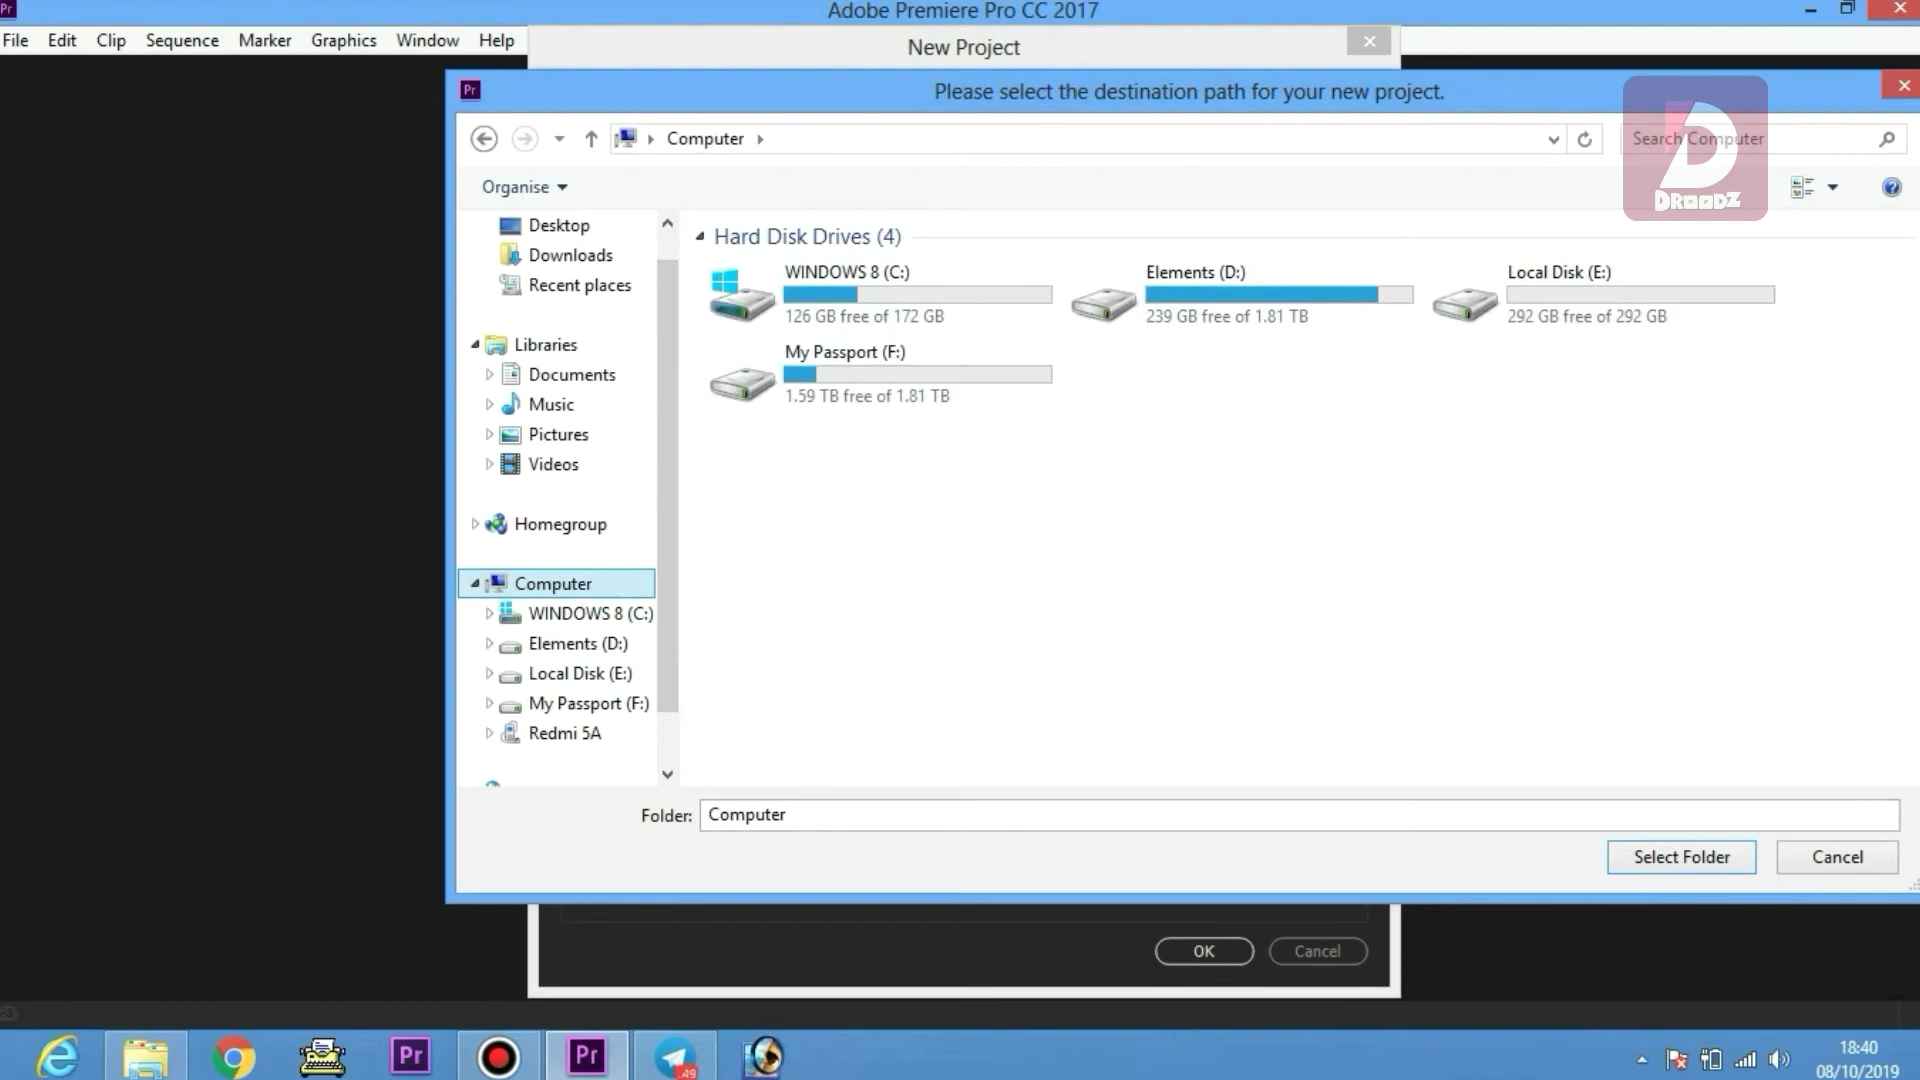 Pr
Adobe Premiere Pro CC 2017
File Edit Clip Sequence Marker Graphics Window Help
New Project
Pr
Please select the destination path for your new project.
Computer
Search Computer
DROODZ
Organise
Desktop
Downloads
Recent places
Libraries
Documents
Music
Pictures
Videos
Homegroup
Computer
WINDOWS 8 (C:)
Elements (D:)
Local Disk (E:)
My Passport (F:)
Redmi 5A
Hard Disk Drives (4)
WINDOWS 8 (C:)
126 GB free of 172 GB
Elements (D:)
239 GB free of 1.81 TB
Local Disk (E:)
292 GB free of 292 GB
My Passport (F:)
1.59 TB free of 1.81 TB
Folder: Computer
Select Folder Cancel
OK Cancel
Pr Pr .49
18:40
08/10/2019